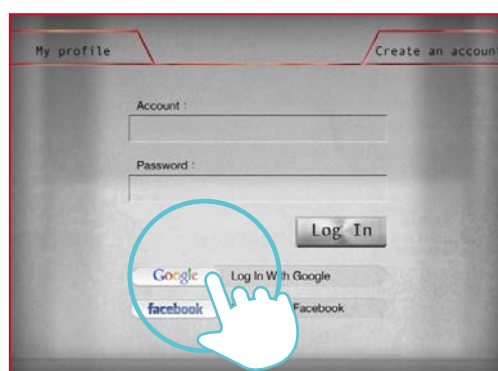 My profile
Create an accoun
Account :
Password :
Log In
Google Log In With Google
facebook Facebook